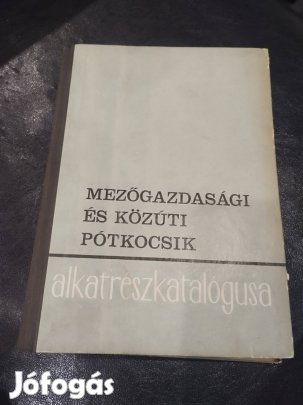 MEZŐGAZDASÁGI
ÉS KÖZÚTI
PÓTKOCSIK
alkatrészkatalógusa
Jófogás